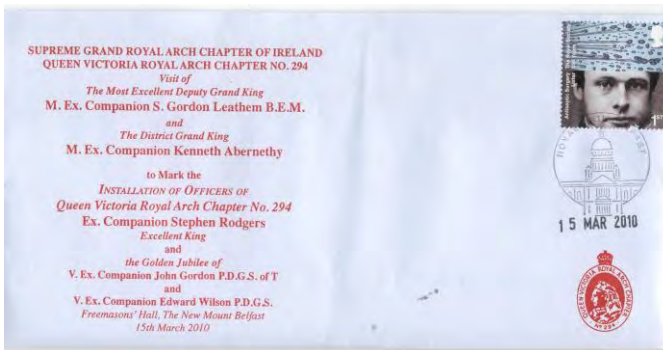 SUPREME GRAND ROYAL ARCH CHAPTER OF IRELAND
QUEEN VICTORIA ROYAL ARCH CHAPTER NO. 294
Visit of
The Most Excellent Deputy Grand King
M. Ex. Companion S. Gordon Leathem B.E.M.
and
The District Grand King
M. Ex. Companion Kenneth Abernethy
to Mark the
INSTALLATION OF OFFICERS OF
Queen Victoria Royal Arch Chapter No. 294
Ex. Companion Stephen Rodgers
Excellent King
and
the Golden Jubilee of
V. Ex. Companion John Gordon P.D.G.S. of T
and
V. Ex. Companion Edward Wilson P.D.G.S.
Freemasons' Hall, The New Mount Belfast
15th March 2010
Antiseptic Surgery
1st
ROYAL
15 MAR 2010
QUEEN VICTORIA ROYAL ARCH CHAPTER
No 294